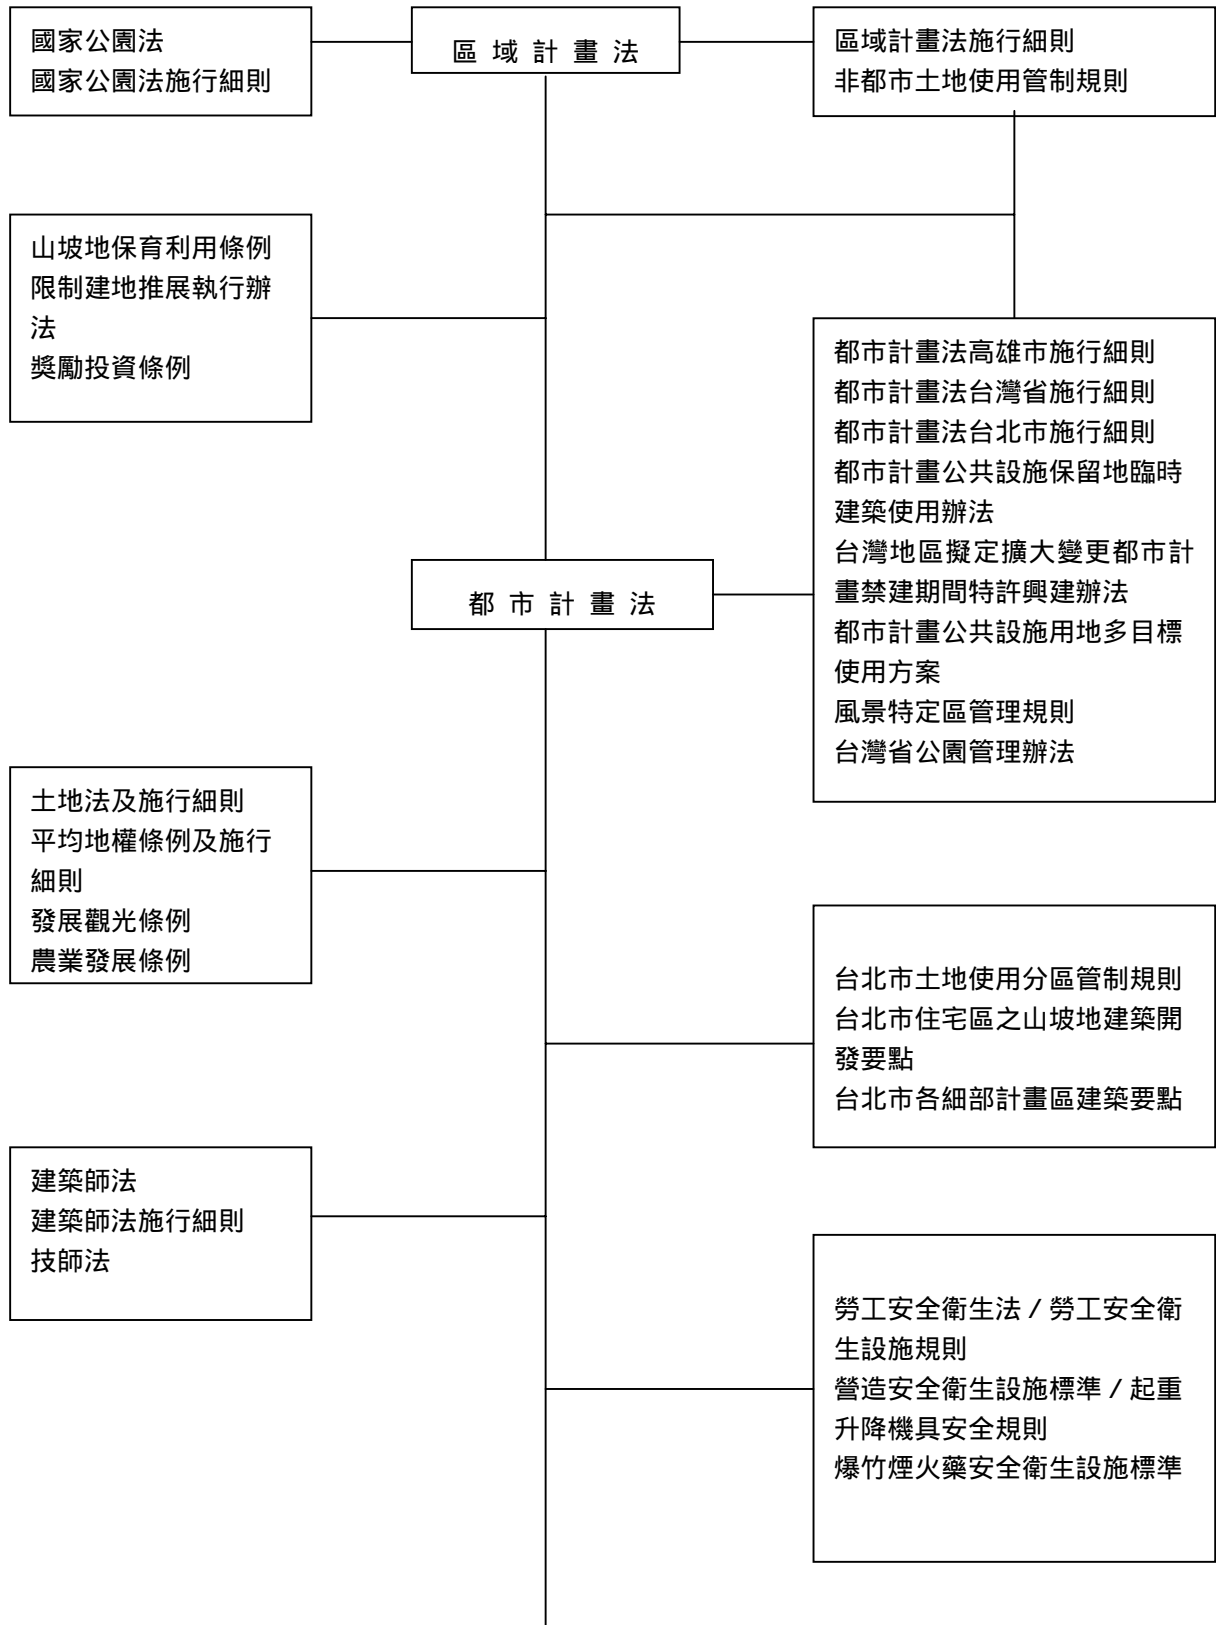 國家公園法
國家公園法施行細則
區域計畫法
區域計畫法施行細則
非都市土地使用管制規則
山坡地保育利用條例
限制建地推展執行辦
法
獎勵投資條例
都市計畫法高雄市施行細則
都市計畫法台灣省施行細則
都市計畫法台北市施行細則
都市計畫公共設施保留地臨時
建築使用辦法
台灣地區擬定擴大變更都市計
畫禁建期間特許興建辦法
都市計畫公共設施用地多目標
使用方案
風景特定區管理規則
台灣省公園管理辦法
都市計畫法
土地法及施行細則
平均地權條例及施行
細則
發展觀光條例
農業發展條例
台北市土地使用分區管制規則
台北市住宅區之山坡地建築開
發要點
台北市各細部計畫區建築要點
建築師法
建築師法施行細則
技師法
勞工安全衛生法 / 勞工安全衛
生設施規則
營造安全衛生設施標準 / 起重
升降機具安全規則
爆竹煙火藥安全衛生設施標準